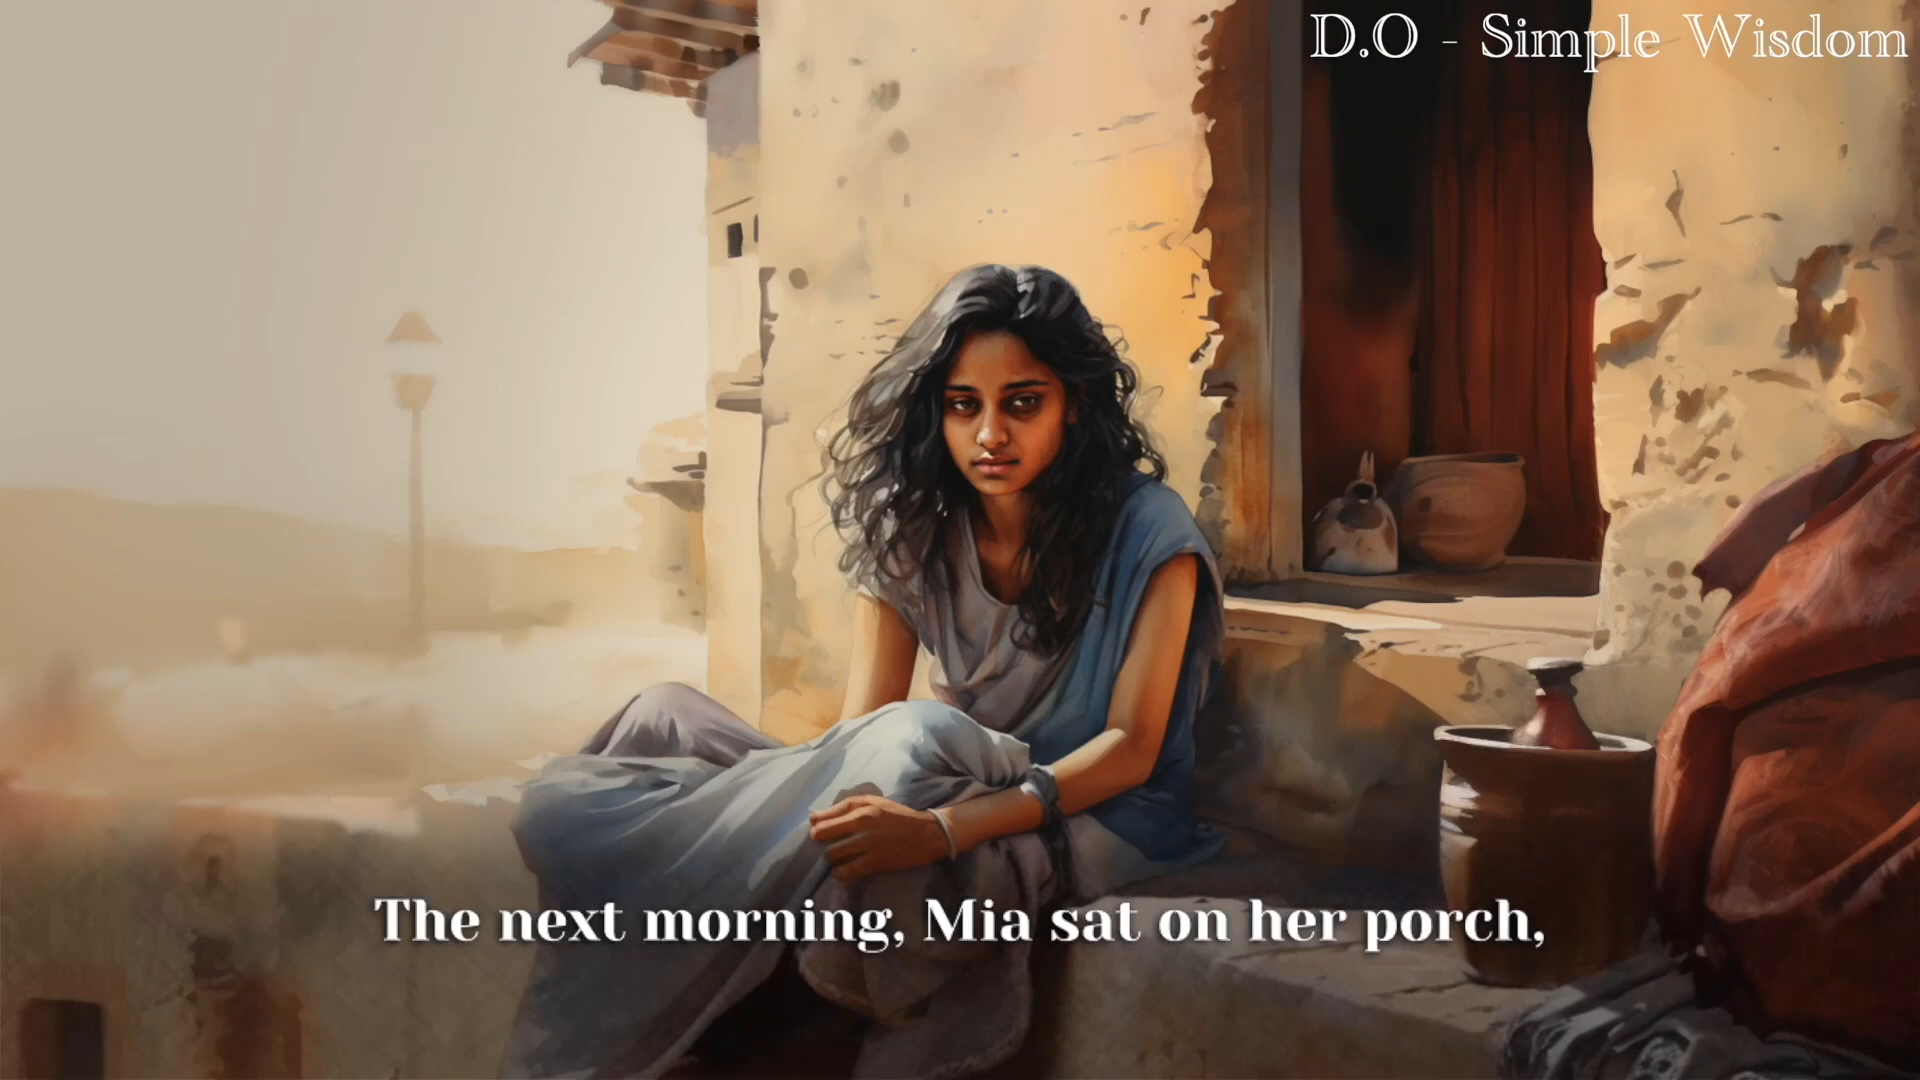 D.O - Simple Wisdom
The next morning, Mia sat on her porch,